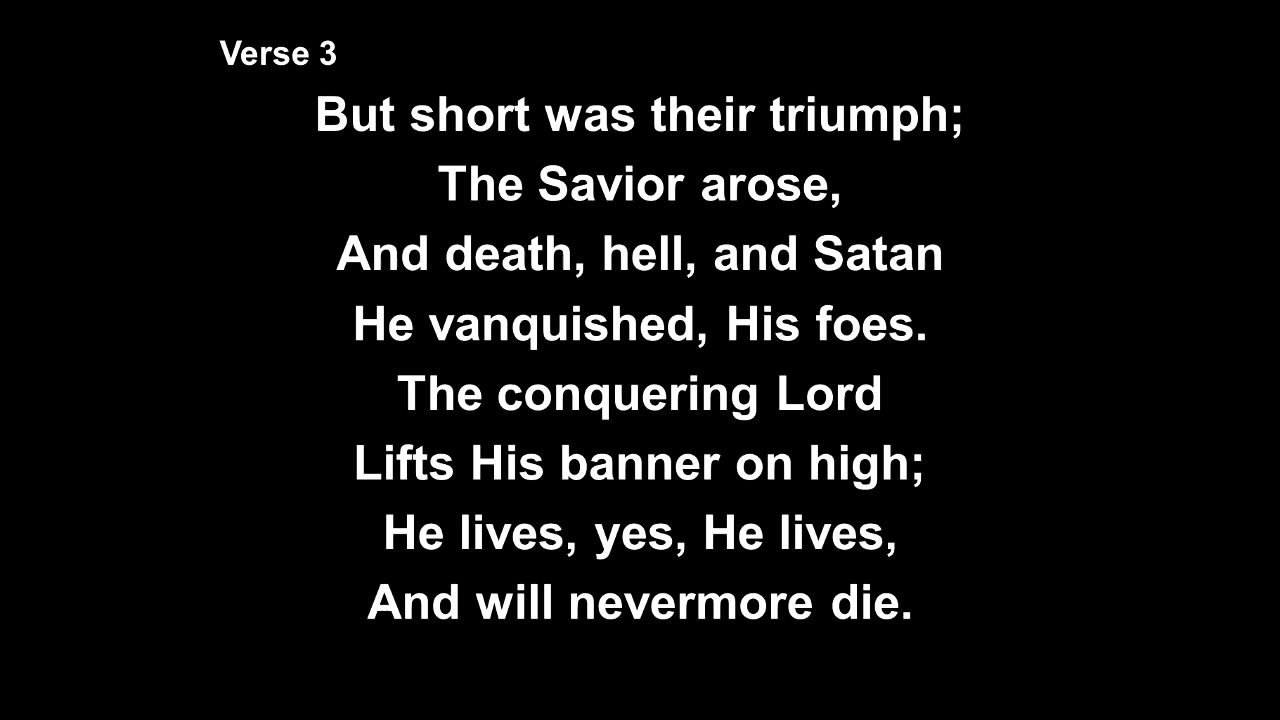 Verse 3
But short was their triumph;
The Savior arose,
And death, hell, and Satan
He vanquished, His foes.
The conquering Lord
Lifts His banner on high;
He lives, yes, He lives,
And will nevermore die.